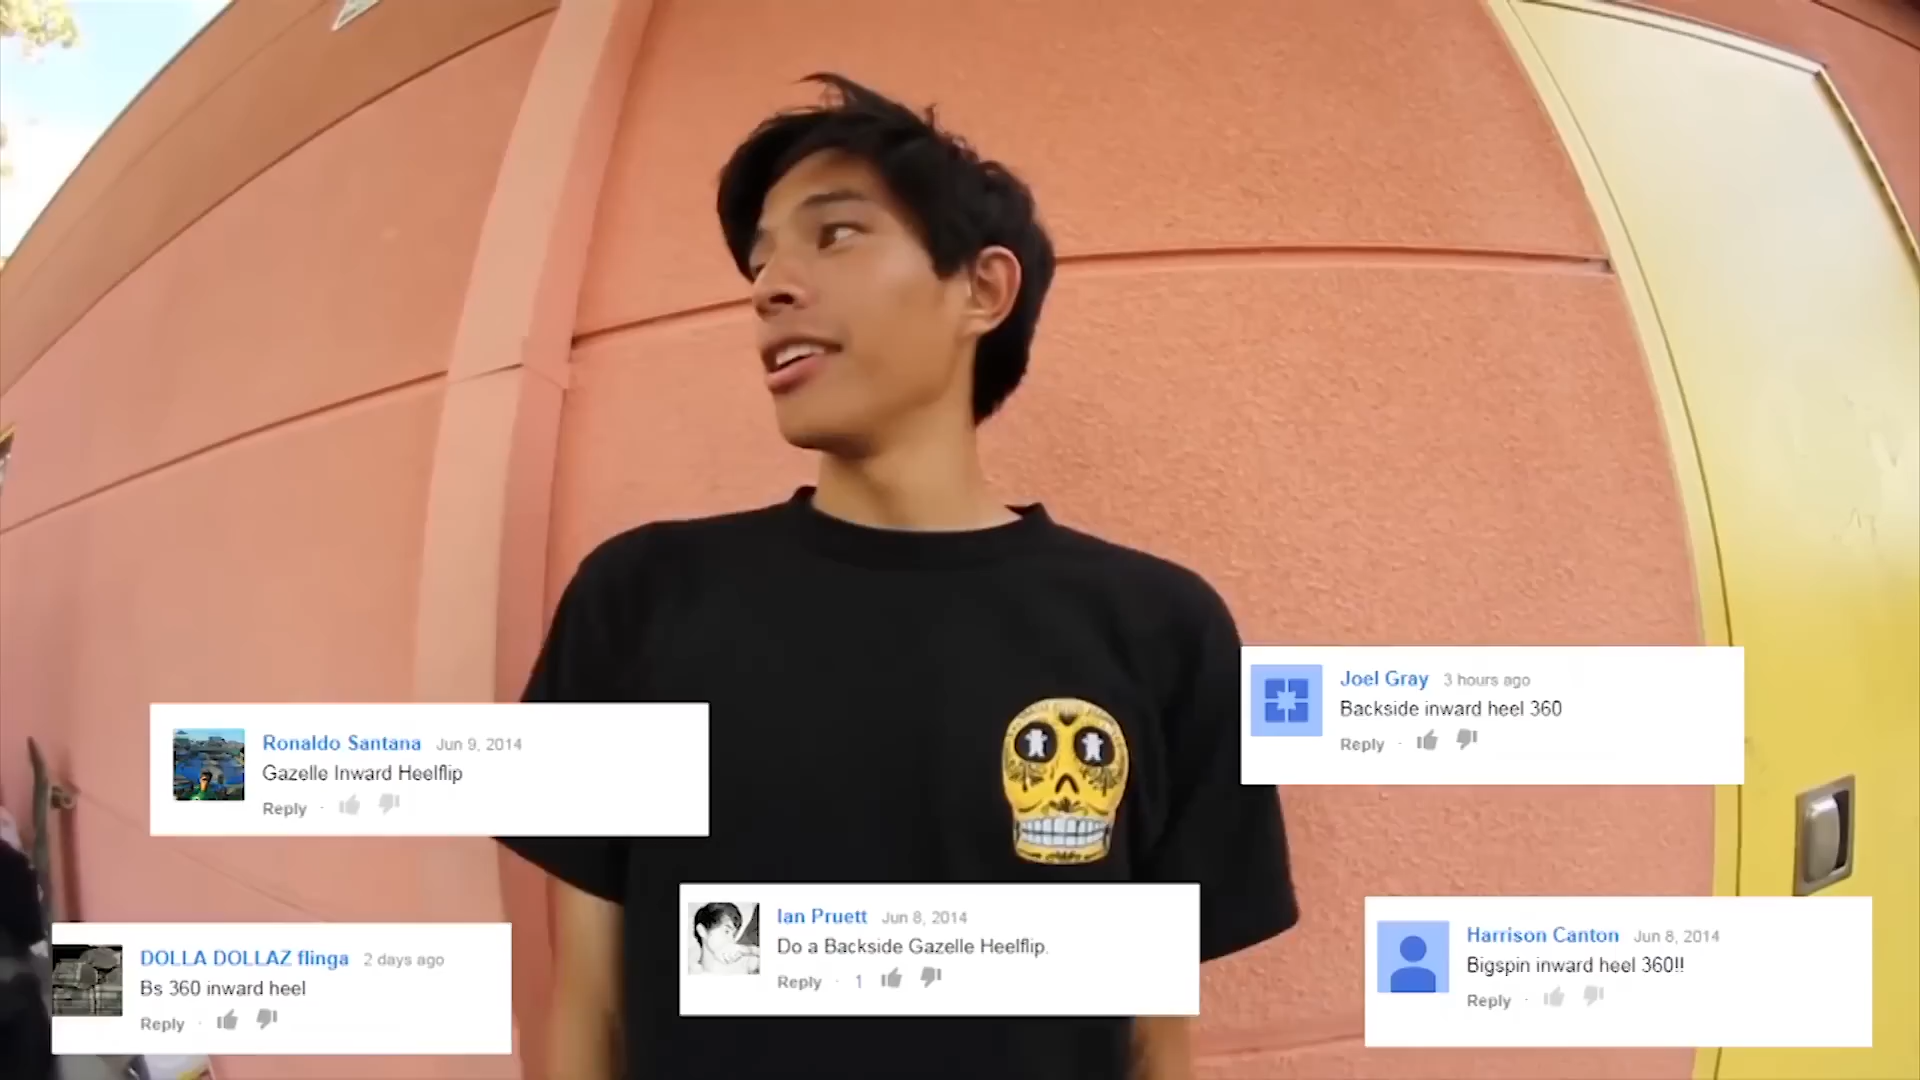 Joel Gray 3 hours ago
Backside inward heel 360
Reply ·
Ronaldo Santana Jun 9, 2014
Gazelle Inward Heelflip
Reply ·
Ian Pruett Jun 8, 2014
Do a Backside Gazelle Heelflip.
Reply · 1
Harrison Canton Jun 8, 2014
Bigspin inward heel 360!!
Reply ·
DOLLA DOLLAZ flinga 2 days ago
Bs 360 inward heel
Reply ·